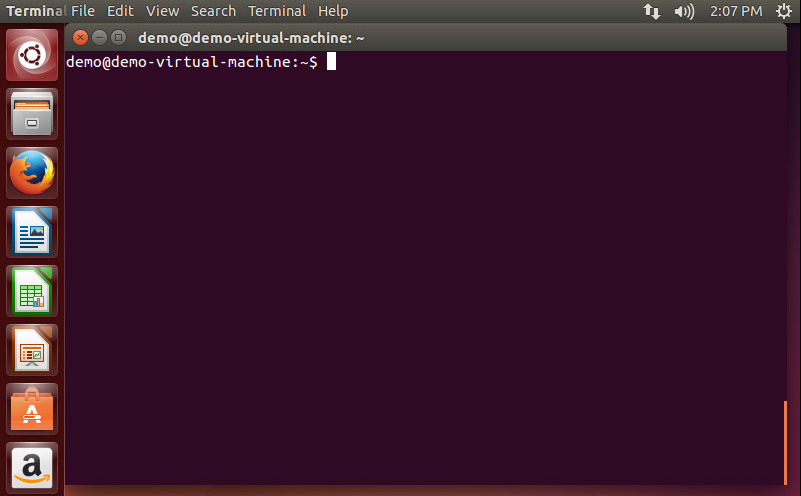 Terminal File Edit View Search Terminal Help 2:07 PM
demo@demo-virtual-machine: ~
demo@demo-virtual-machine:~$
A
a